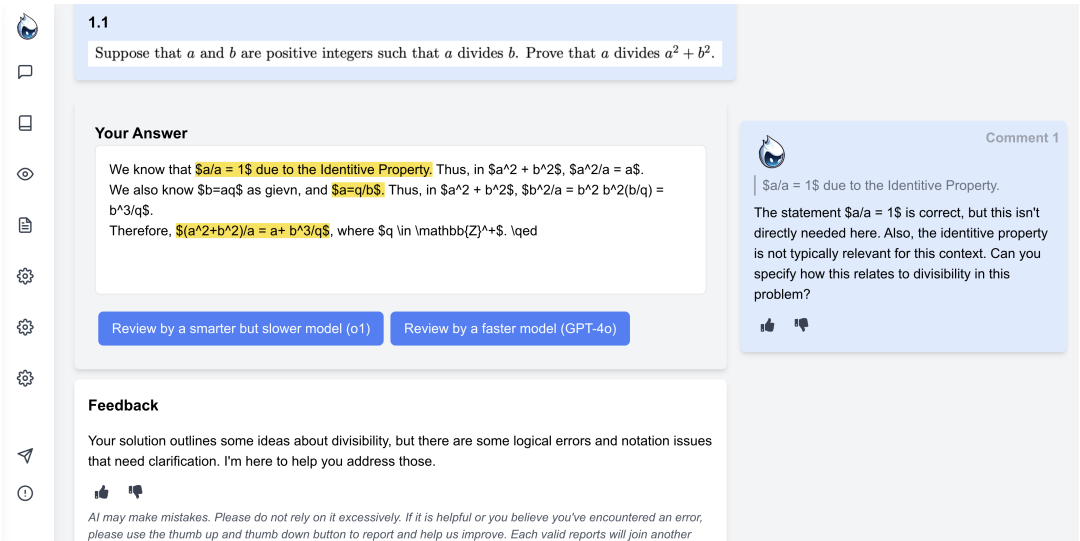 1.1
Suppose that a and b are positive integers such that a divides b. Prove that a divides a² + b².
Your Answer
We know that $a/a = 1$ due to the Identitive Property. Thus, in $a^2 + b^2$, $a^2/a = a$.
We also know $b=aq$ as gievn, and $a=q/b$. Thus, in $a^2 + b^2$, $b^2/a = b^2 b^2(b/q) =
b^3/q$.
Therefore, $(a^2+b^2)/a = a+ b^3/q$, where $q \in \mathbb{Z}^+$. \qed
Review by a smarter but slower model (o1)
Review by a faster model (GPT-4o)
Comment 1
$a/a = 1$ due to the Identitive Property.
The statement $a/a = 1$ is correct, but this isn't
directly needed here. Also, the identitive property
is not typically relevant for this context. Can you
specify how this relates to divisibility in this
problem?
Feedback
Your solution outlines some ideas about divisibility, but there are some logical errors and notation issues
that need clarification. I'm here to help you address those.
AI may make mistakes. Please do not rely on it excessively. If it is helpful or you believe you've encountered an error,
please use the thumb up and thumb down button to report and help us improve. Each valid reports will join another